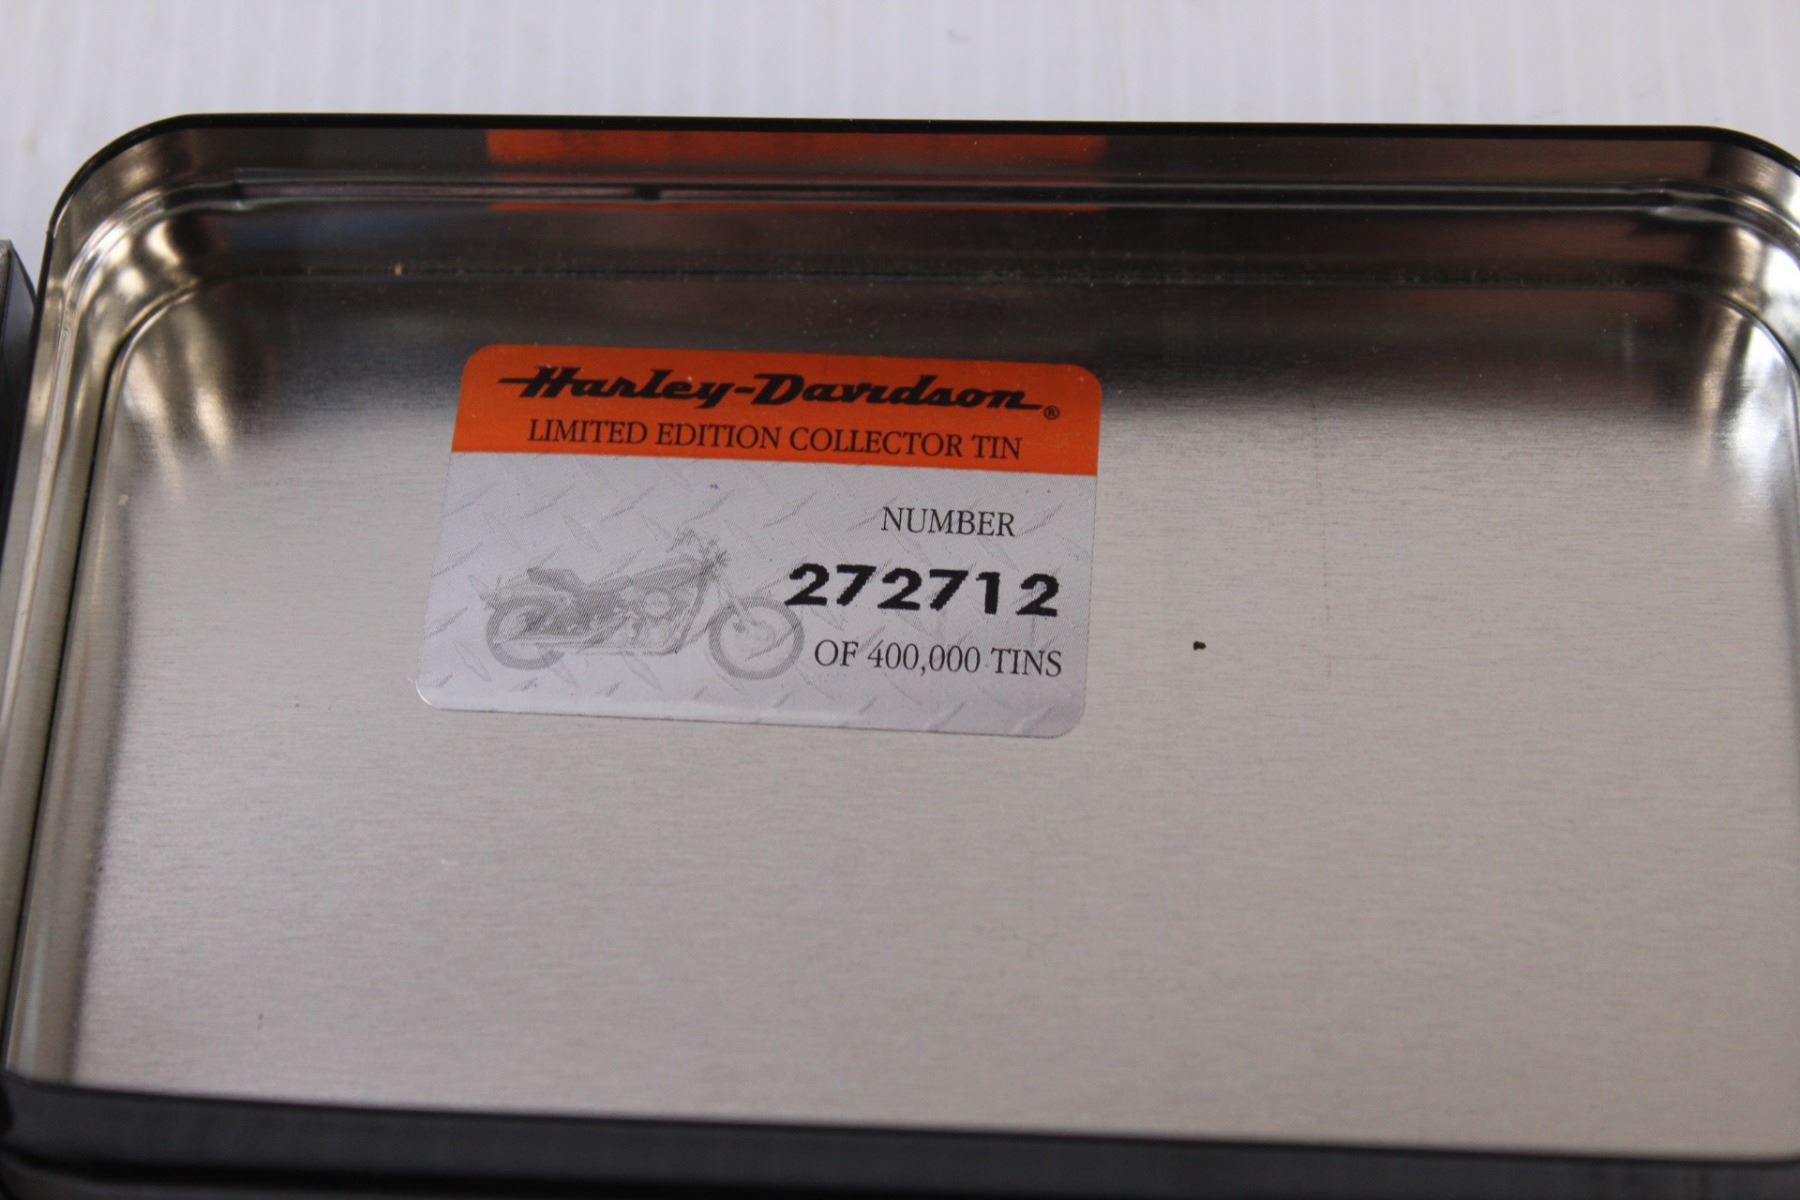 Harley-Davidson®
LIMITED EDITION COLLECTOR TIN
NUMBER
272712
OF 400,000 TINS